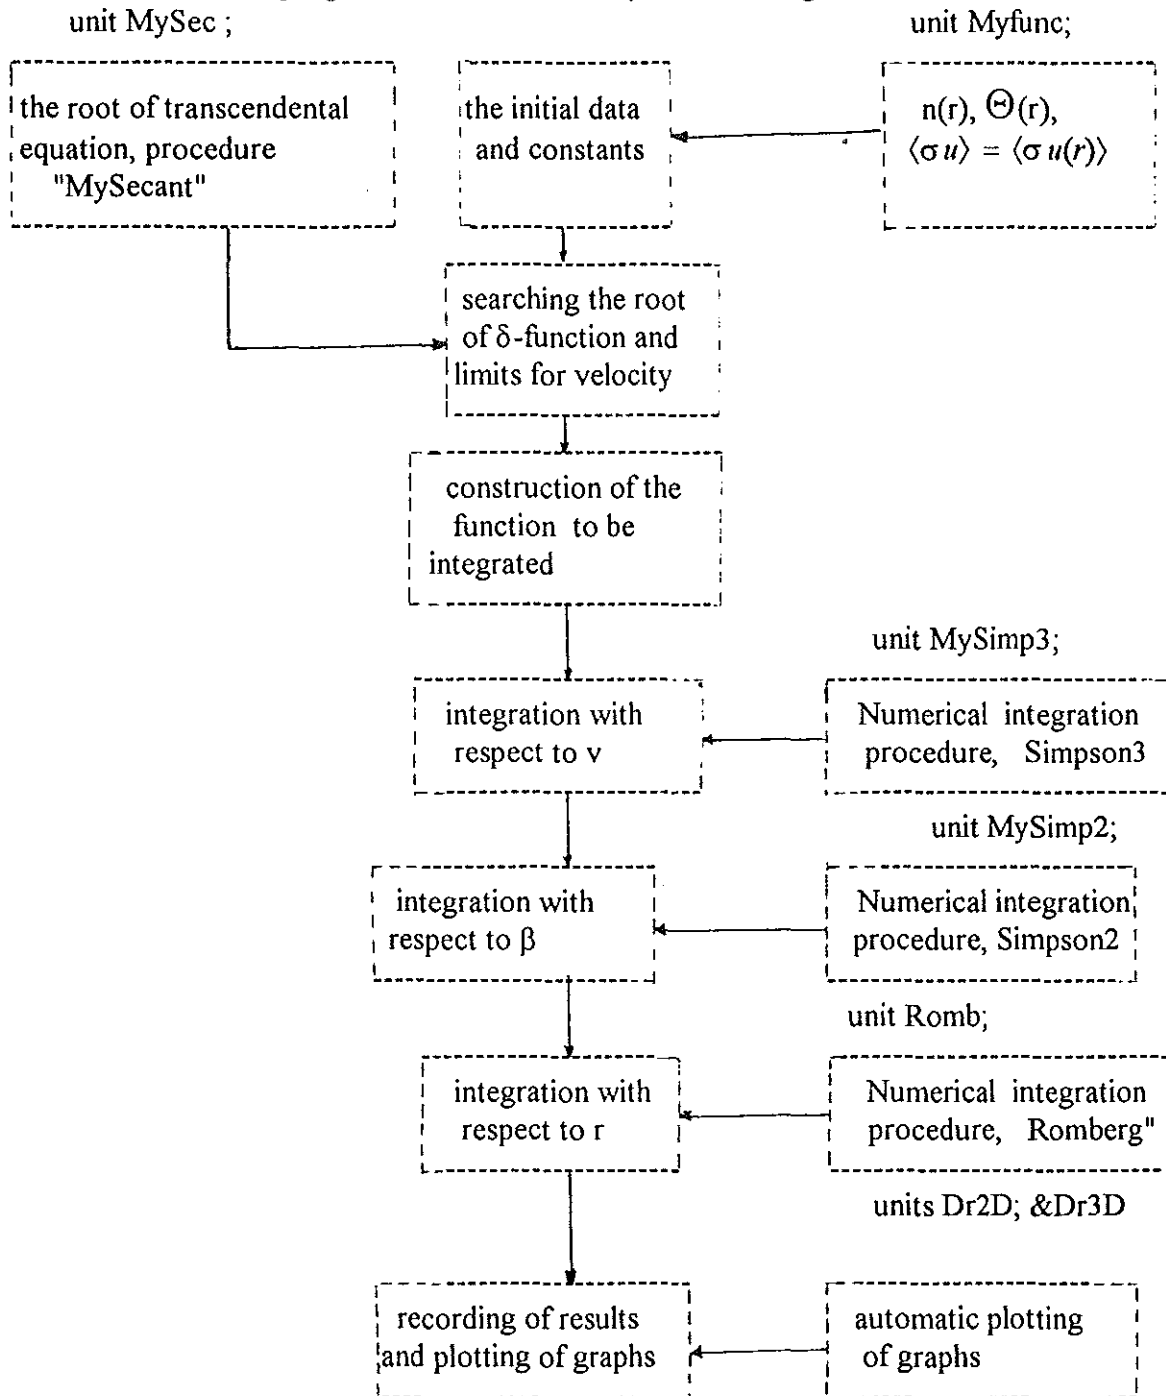 unit MySec ;
unit Myfunc;
the root of transcendental
equation, procedure
"MySecant"
the initial data
and constants
n(r), Θ(r),
⟨σ u⟩ = ⟨σ u(r)⟩
searching the root
of δ-function and
limits for velocity
construction of the
function to be
integrated
unit MySimp3;
integration with
respect to v
Numerical integration
procedure, Simpson3
unit MySimp2;
integration with
respect to β
Numerical integration
procedure, Simpson2
unit Romb;
integration with
respect to r
Numerical integration
procedure, Romberg"
units Dr2D; &Dr3D
recording of results
and plotting of graphs
automatic plotting
of graphs